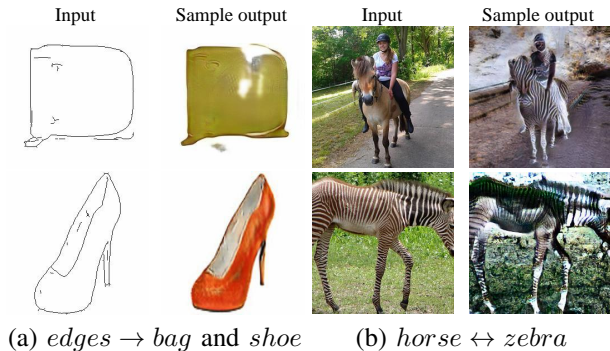 Input Sample output Input Sample output
(a) edges → bag and shoe (b) horse ↔ zebra